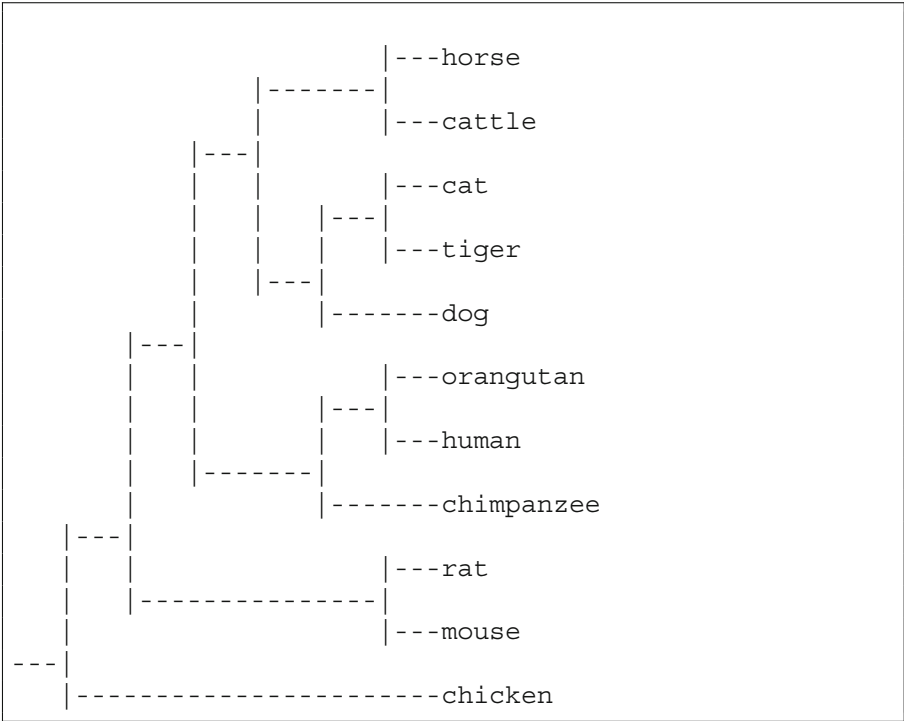 horse
cattle
cat
tiger
dog
orangutan
human
chimpanzee
rat
mouse
chicken